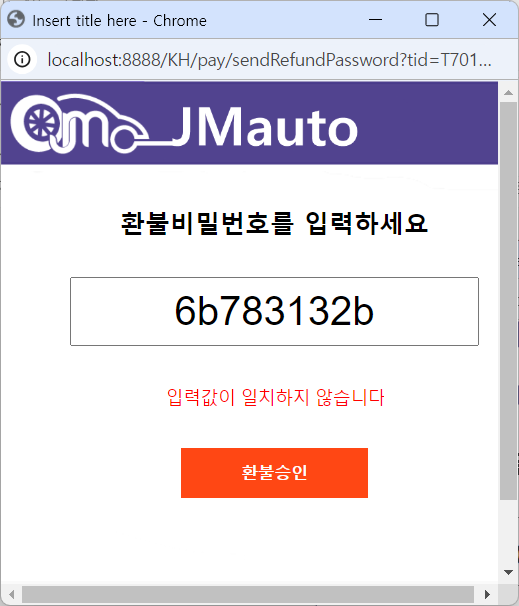 Insert title here - Chrome
localhost:8888/KH/pay/sendRefundPassword?tid=T701...
JMauto
환불비밀번호를 입력하세요
6b783132b
입력값이 일치하지 않습니다
환불승인